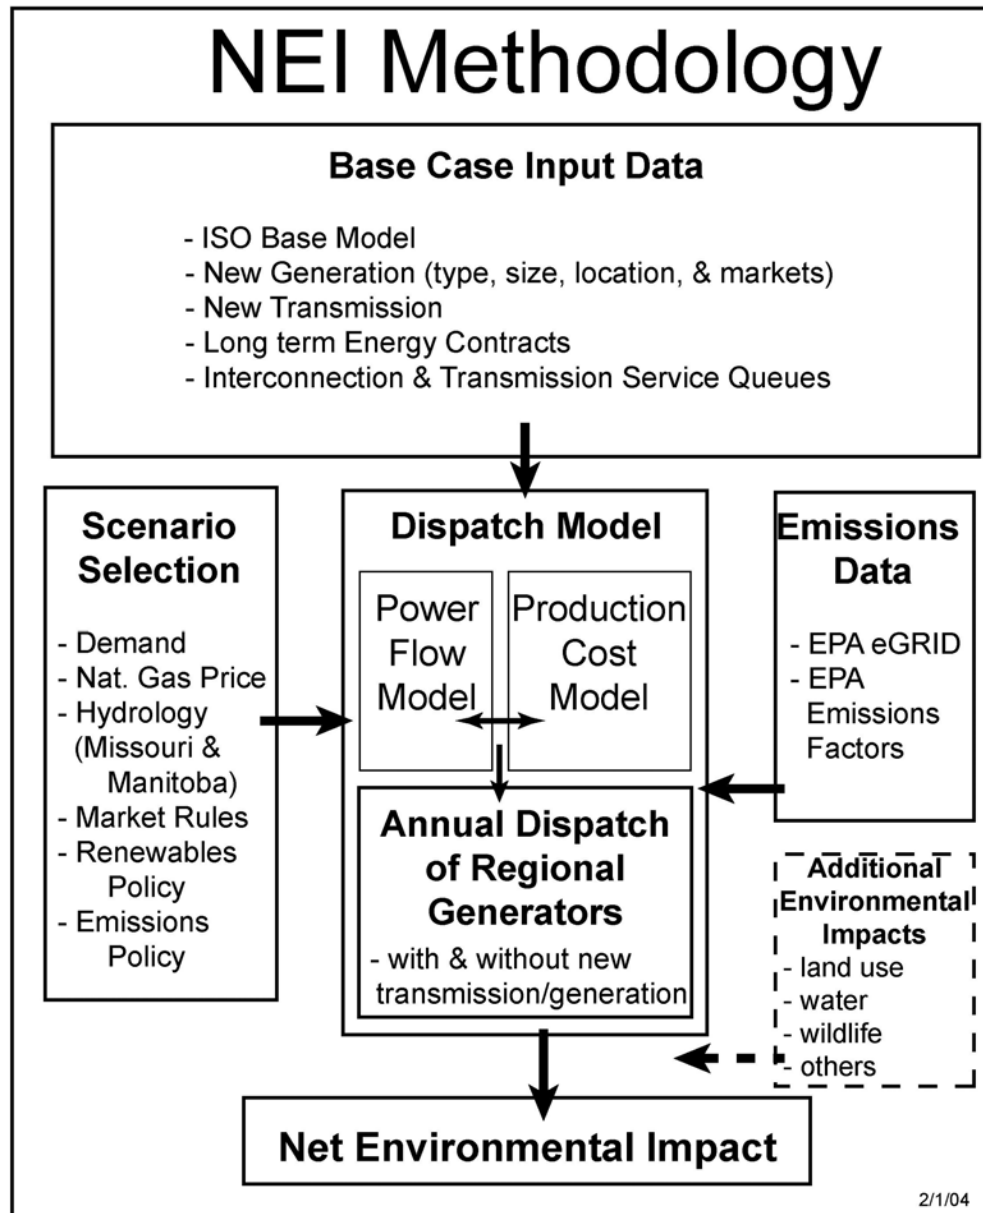 NEI Methodology
Base Case Input Data
- ISO Base Model
- New Generation (type, size, location, & markets)
- New Transmission
- Long term Energy Contracts
- Interconnection & Transmission Service Queues
Scenario
Selection
- Demand
- Nat. Gas Price
- Hydrology
(Missouri &
Manitoba)
- Market Rules
- Renewables
Policy
- Emissions
Policy
Dispatch Model
Power
Flow
Model
Production
Cost
Model
Annual Dispatch
of Regional
Generators
- with & without new
transmission/generation
Emissions
Data
- EPA eGRID
- EPA
Emissions
Factors
Additional
Environmental
Impacts
- land use
- water
- wildlife
- others
Net Environmental Impact
2/1/04